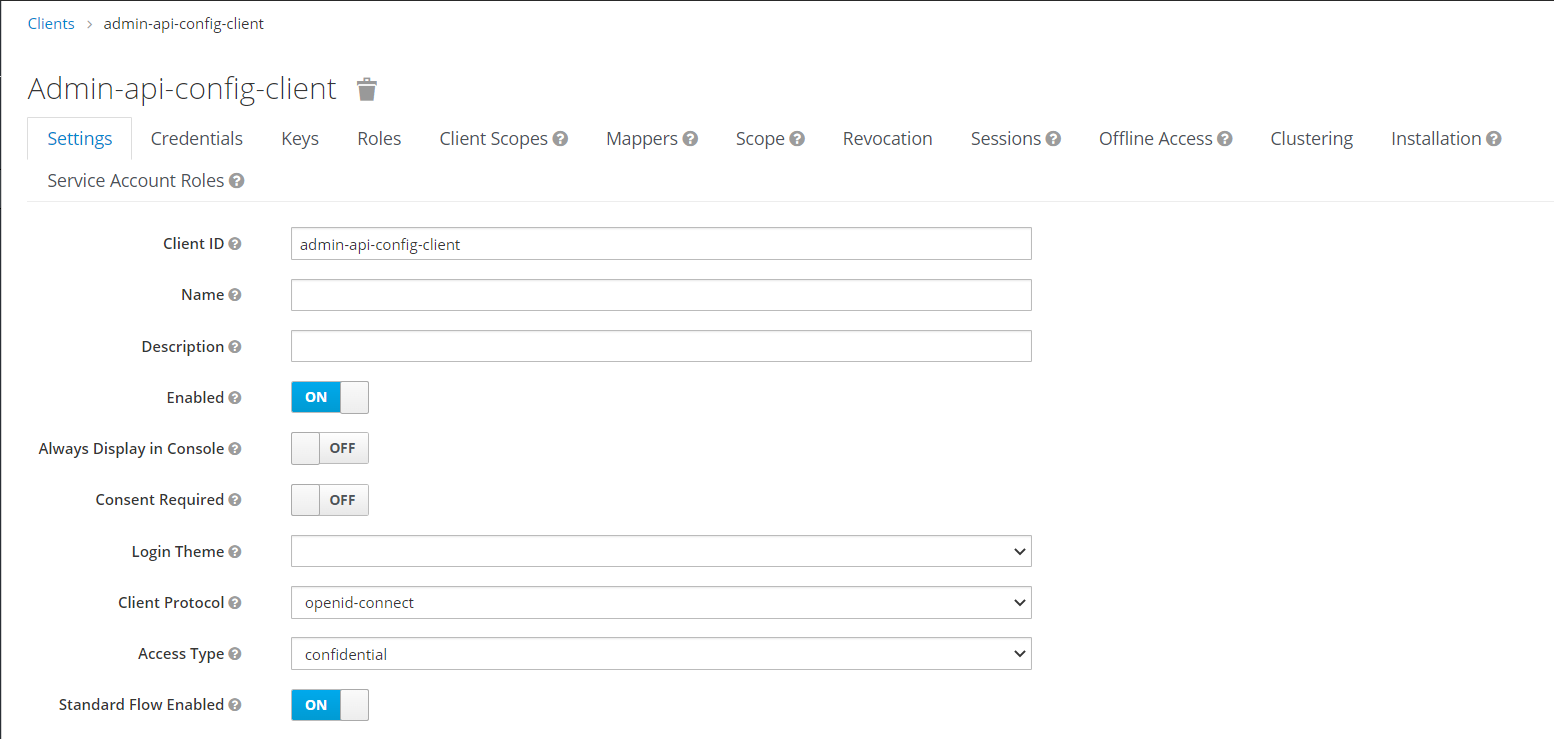 Clients > admin-api-config-client
Admin-api-config-client
Settings Credentials Keys Roles Client Scopes Mappers Scope Revocation Sessions Offline Access Clustering Installation
Service Account Roles
Client ID admin-api-config-client
Name
Description
Enabled ON
Always Display in Console OFF
Consent Required OFF
Login Theme
Client Protocol openid-connect
Access Type confidential
Standard Flow Enabled ON